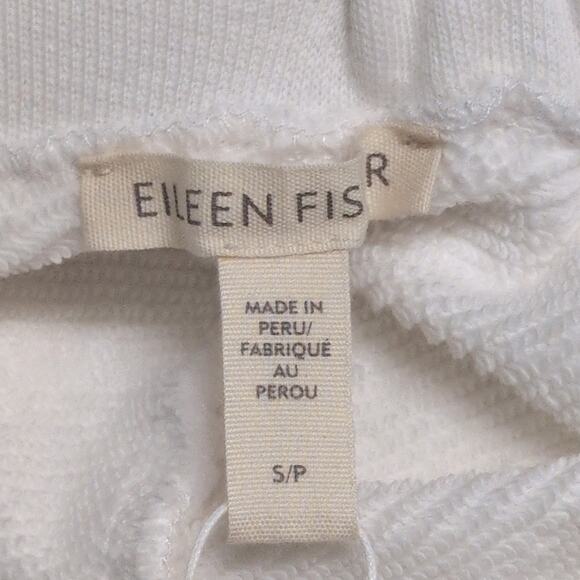 EILEEN FIS R
MADE IN
PERU/
FABRIQUÉ
AU
PEROU
S/P